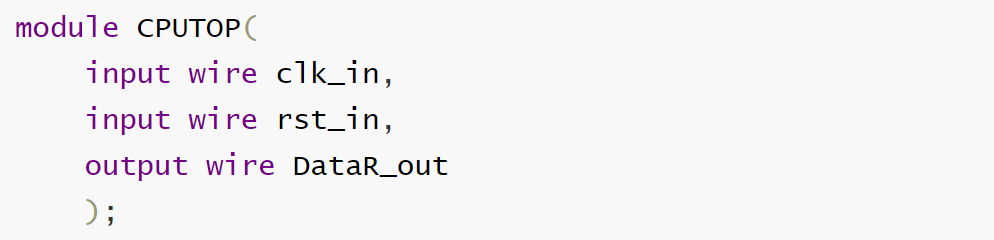 module CPUTOP(
    input wire clk_in,
    input wire rst_in,
    output wire DataR_out
    );